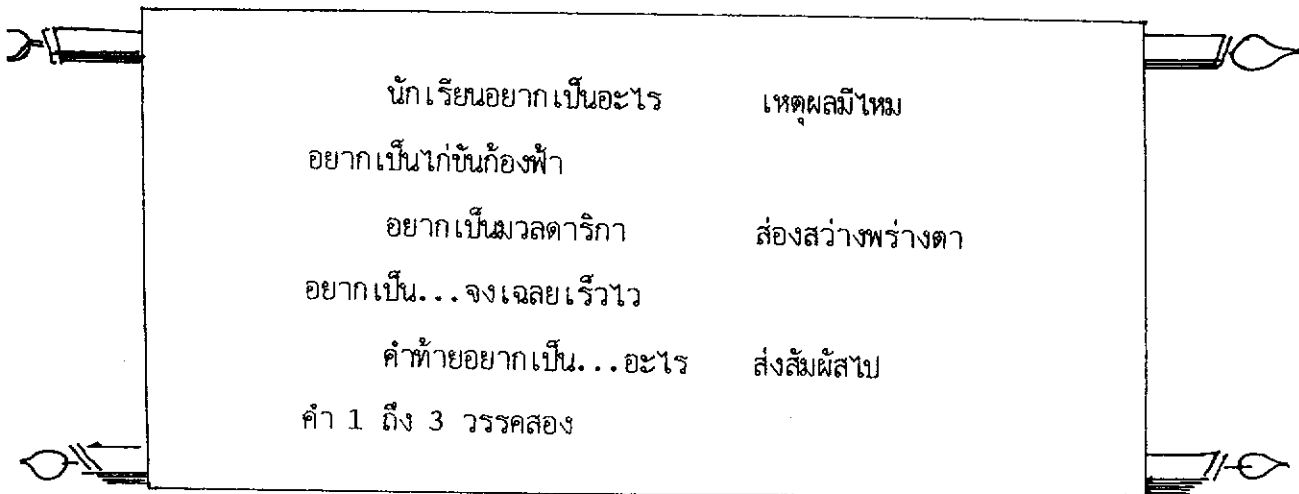 นักเรียนอยากเป็นอะไร เหตุผลมีไหม
อยากเป็นไก่ขันก้องฟ้า
อยากเป็นมวลดาริกา ส่องสว่างพร่างตา
อยากเป็น...จงเฉลยเร็วไว
คำท้ายอยากเป็น...อะไร ส่งสัมผัสไป
คำ 1 ถึง 3 วรรคสอง